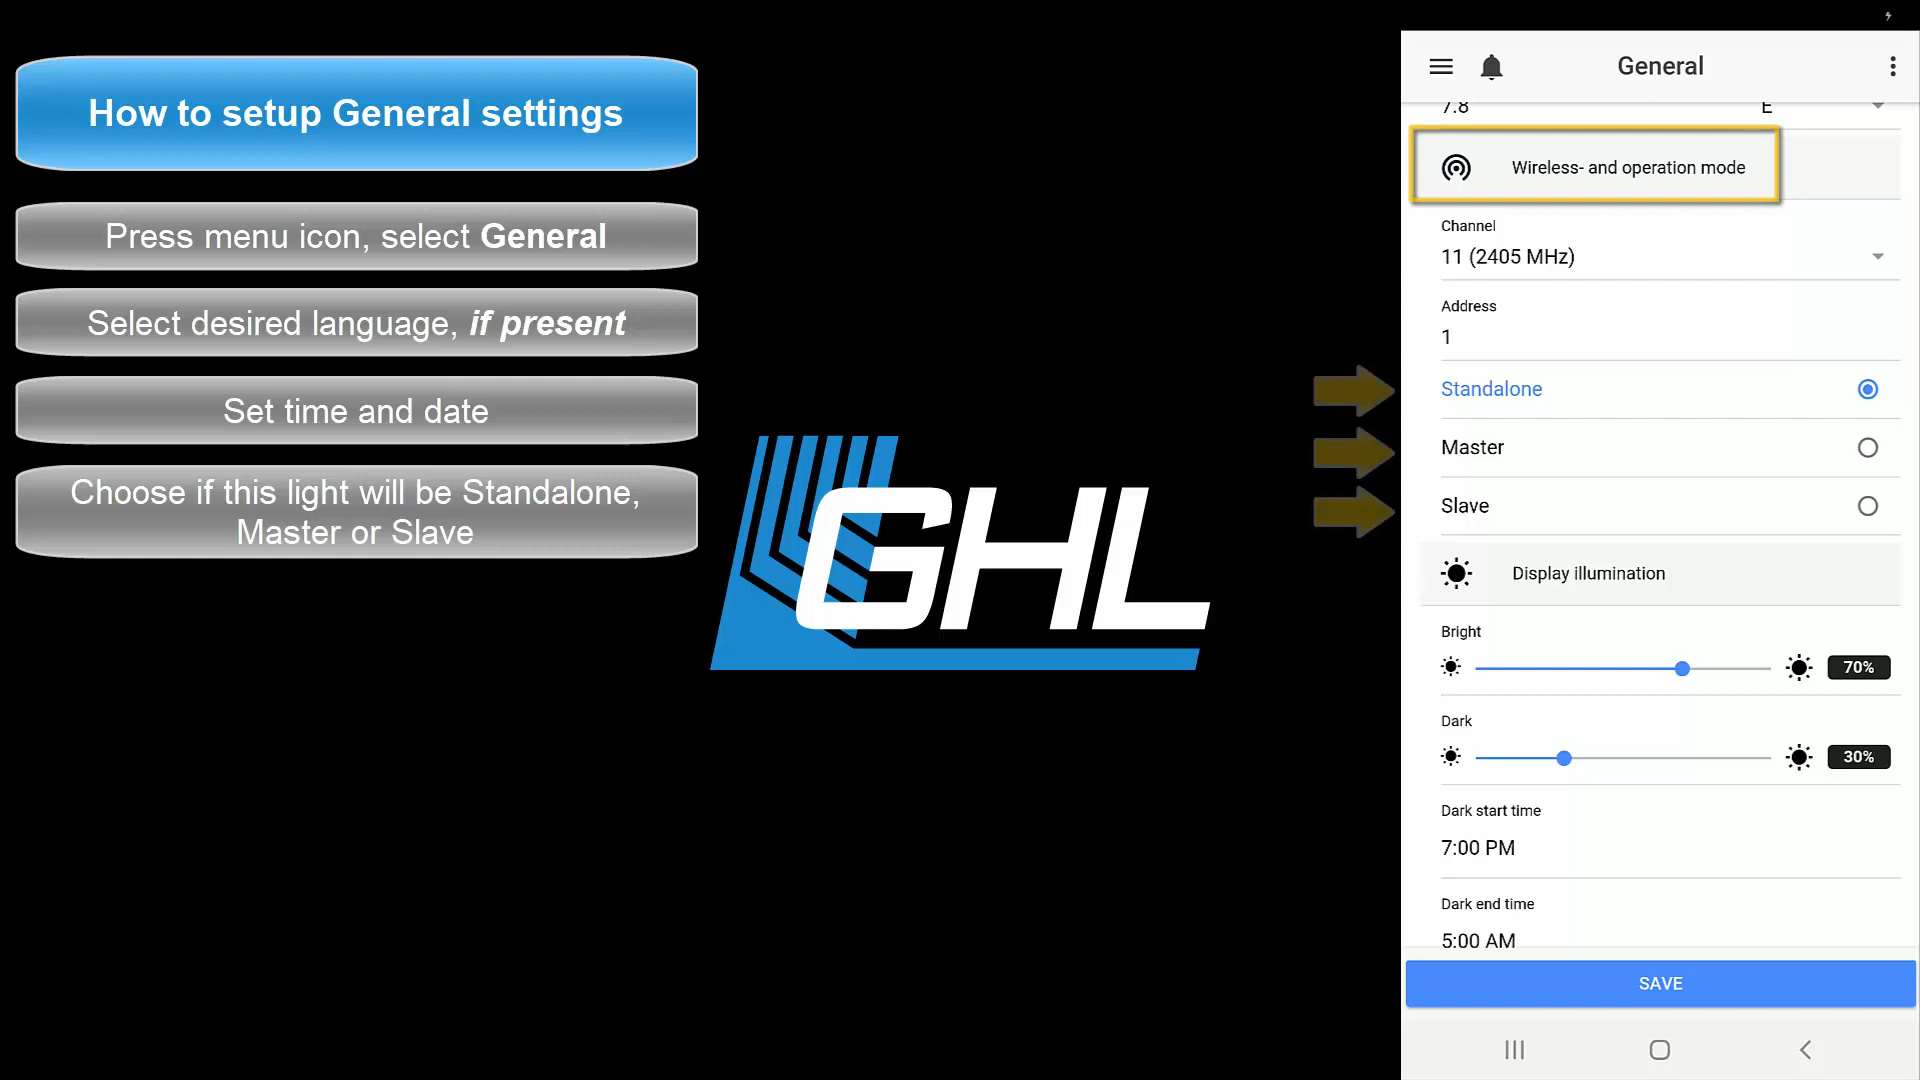 How to setup General settings
Press menu icon, select General
Select desired language, if present
Set time and date
Choose if this light will be Standalone,
Master or Slave
GHL
General
7.8 E
Wireless- and operation mode
Channel
11 (2405 MHz)
Address
1
Standalone
Master
Slave
Display illumination
Bright
70%
Dark
30%
Dark start time
7:00 PM
Dark end time
5:00 AM
SAVE